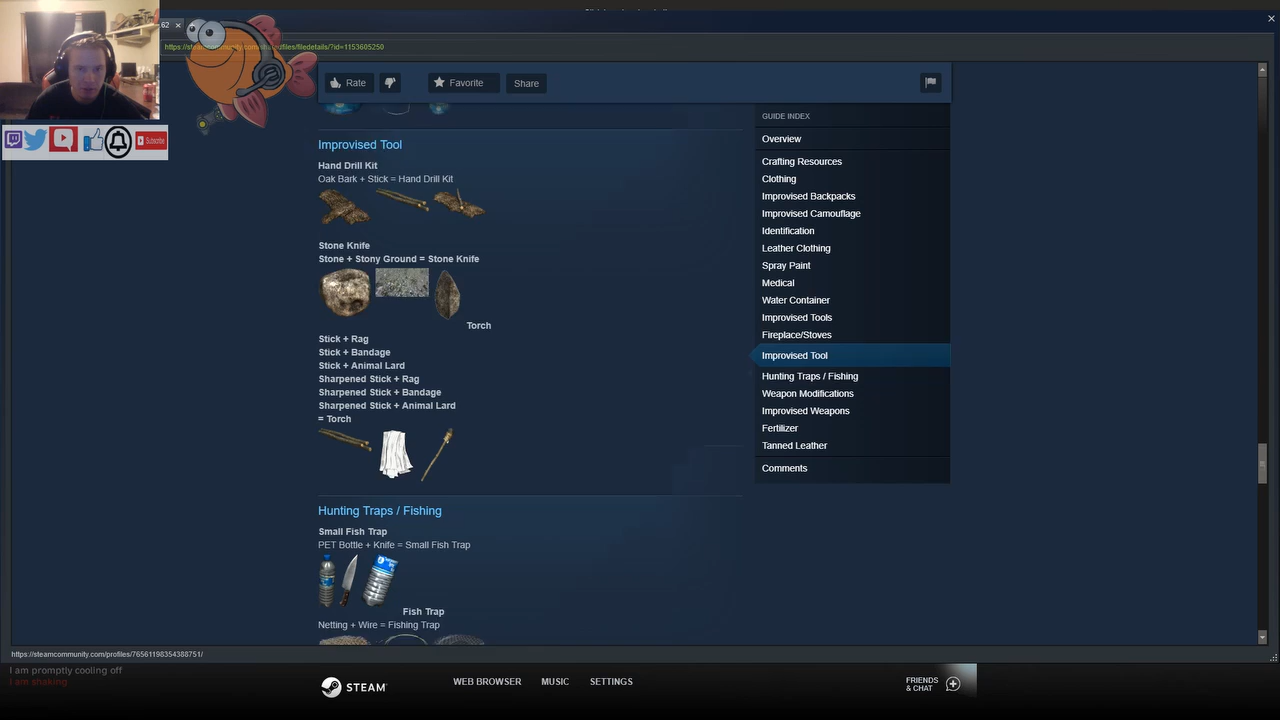 62
https://steamcommunity.com/sharedfiles/filedetails/?id=1153605250
Rate
Favorite
Share
Subscribe
Improvised Tool
Hand Drill Kit
Oak Bark + Stick = Hand Drill Kit
Stone Knife
Stone + Stony Ground = Stone Knife
Torch
Stick + Rag
Stick + Bandage
Stick + Animal Lard
Sharpened Stick + Rag
Sharpened Stick + Bandage
Sharpened Stick + Animal Lard
= Torch
Hunting Traps / Fishing
Small Fish Trap
PET Bottle + Knife = Small Fish Trap
Fish Trap
Netting + Wire = Fishing Trap
GUIDE INDEX
Overview
Crafting Resources
Clothing
Improvised Backpacks
Improvised Camouflage
Identification
Leather Clothing
Spray Paint
Medical
Water Container
Improvised Tools
Fireplace/Stoves
Improvised Tool
Hunting Traps / Fishing
Weapon Modifications
Improvised Weapons
Fertilizer
Tanned Leather
Comments
https://steamcommunity.com/profiles/76561198354388751/
I am promptly cooling off
I am shaking
STEAM
WEB BROWSER
MUSIC
SETTINGS
FRIENDS
& CHAT